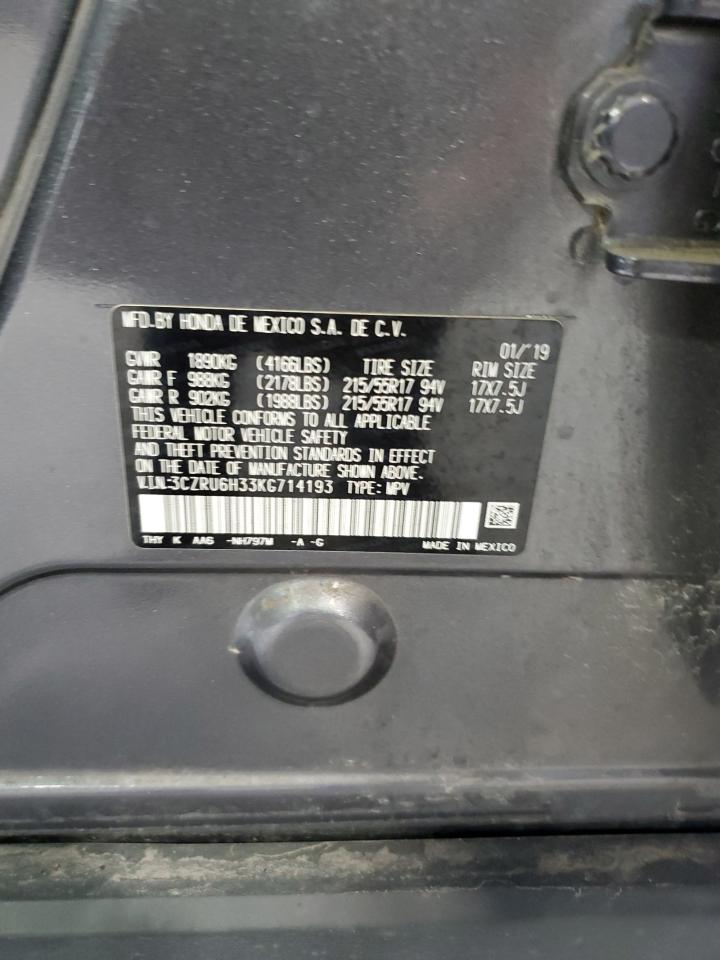 MFD.BY HONDA DE MEXICO S.A. DE C.V.
01/'19
GVWR 1890KG (4166LBS) TIRE SIZE RIM SIZE
GAWR F 988KG (2178LBS) 215/55R17 94V 17X7.5J
GAWR R 902KG (1988LBS) 215/55R17 94V 17X7.5J
THIS VEHICLE CONFORMS TO ALL APPLICABLE
FEDERAL MOTOR VEHICLE SAFETY
AND THEFT PREVENTION STANDARDS IN EFFECT
ON THE DATE OF MANUFACTURE SHOWN ABOVE.
V.I.N.:3CZRU6H33KG714193 TYPE: MPV
THY K AA6 -NH797M -A -G MADE IN MEXICO